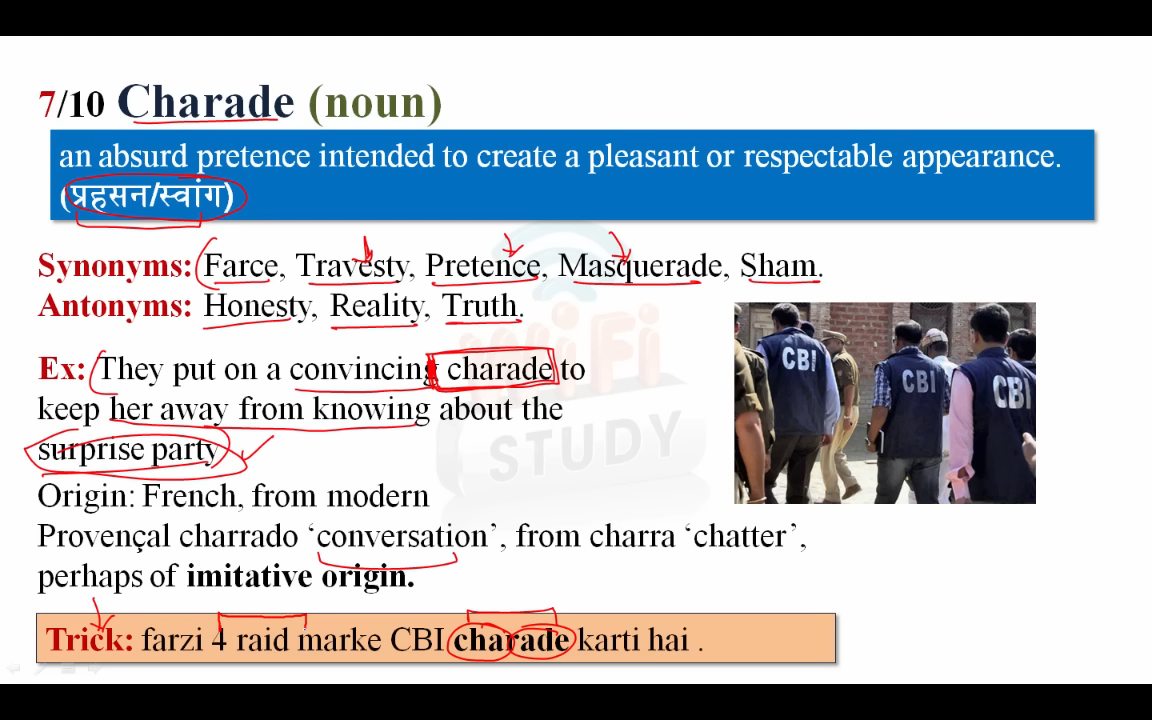 7/10 Charade (noun)
an absurd pretence intended to create a pleasant or respectable appearance.
(प्रहसन/स्वांग)
Synonyms: Farce, Travesty, Pretence, Masquerade, Sham.
Antonyms: Honesty, Reality, Truth.
Ex: They put on a convincing charade to
keep her away from knowing about the
surprise party
Origin: French, from modern
Provençal charrado ‘conversation’, from charra ‘chatter’,
perhaps of imitative origin.
Trick: farzi 4 raid marke CBI charade karti hai .
CBI
CBI
CBI
HiFi
STUDY